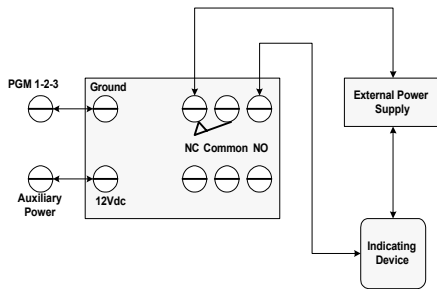 PGM 1-2-3
Ground
NC Common NO
External Power
Supply
Auxiliary
Power
12Vdc
Indicating
Device